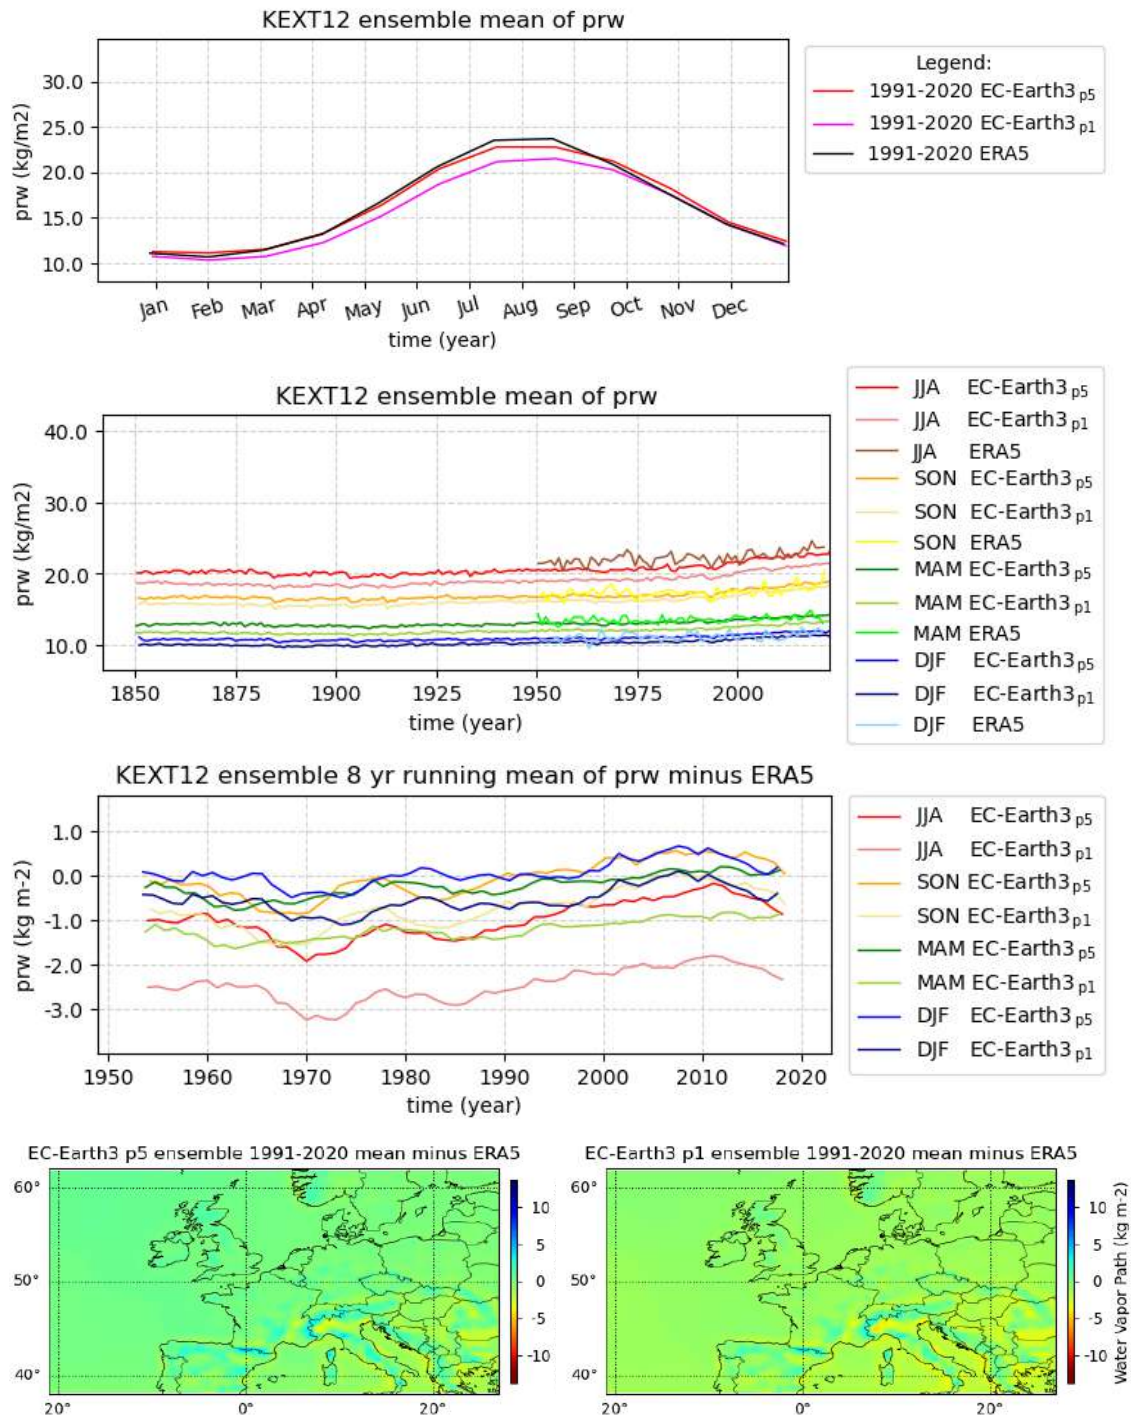 KEXT12 ensemble mean of prw
30.0
25.0
20.0
15.0
10.0
prw (kg/m2)
Jan Feb Mar Apr May Jun Jul Aug Sep Oct Nov Dec
time (year)
Legend:
1991-2020 EC-Earth3 p5
1991-2020 EC-Earth3 p1
1991-2020 ERA5
KEXT12 ensemble mean of prw
40.0
30.0
20.0
10.0
prw (kg/m2)
1850 1875 1900 1925 1950 1975 2000
time (year)
JJA EC-Earth3 p5
JJA EC-Earth3 p1
JJA ERA5
SON EC-Earth3 p5
SON EC-Earth3 p1
SON ERA5
MAM EC-Earth3 p5
MAM EC-Earth3 p1
MAM ERA5
DJF EC-Earth3 p5
DJF EC-Earth3 p1
DJF ERA5
KEXT12 ensemble 8 yr running mean of prw minus ERA5
1.0
0.0
-1.0
-2.0
-3.0
prw (kg m-2)
1950 1960 1970 1980 1990 2000 2010 2020
time (year)
JJA EC-Earth3 p5
JJA EC-Earth3 p1
SON EC-Earth3 p5
SON EC-Earth3 p1
MAM EC-Earth3 p5
MAM EC-Earth3 p1
DJF EC-Earth3 p5
DJF EC-Earth3 p1
EC-Earth3 p5 ensemble 1991-2020 mean minus ERA5
60°
50°
40°
20° 0° 20°
10
5
0
-5
-10
EC-Earth3 p1 ensemble 1991-2020 mean minus ERA5
60°
50°
40°
20° 0° 20°
10
5
0
-5
-10
Water Vapor Path (kg m-2)